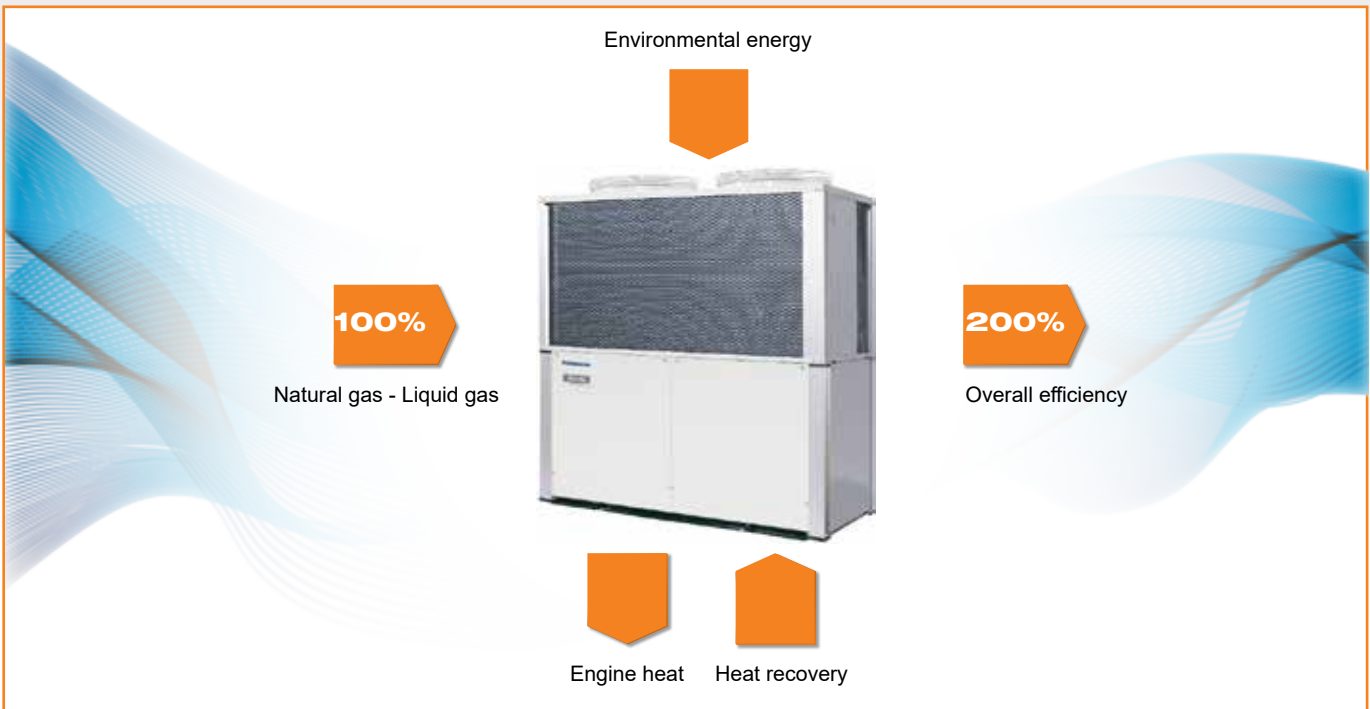 Environmental energy
100%
200%
Natural gas - Liquid gas
Overall efficiency
Engine heat
Heat recovery